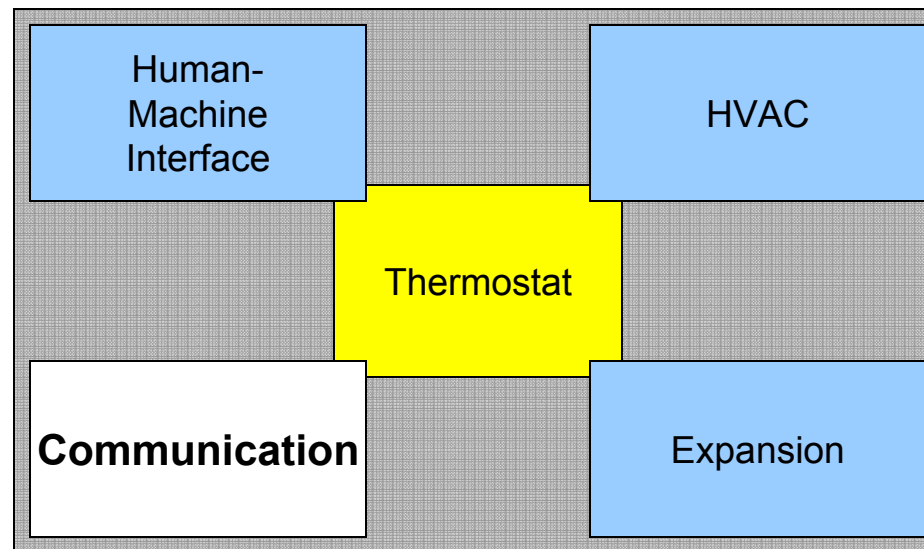 Human-
Machine
Interface
HVAC
Thermostat
Communication
Expansion